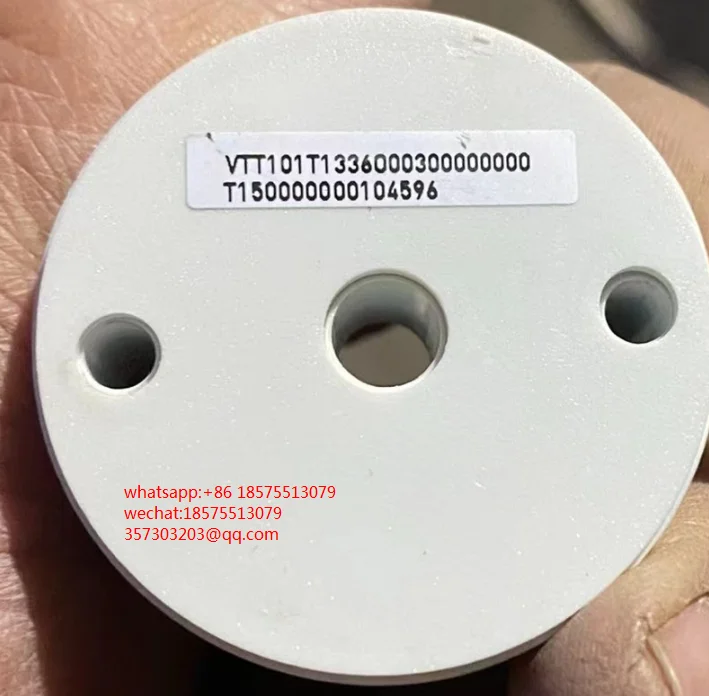 VTT101T1336000300000000
T150000000104596
whatsapp:+86 18575513079
wechat:18575513079
357303203@qq.com